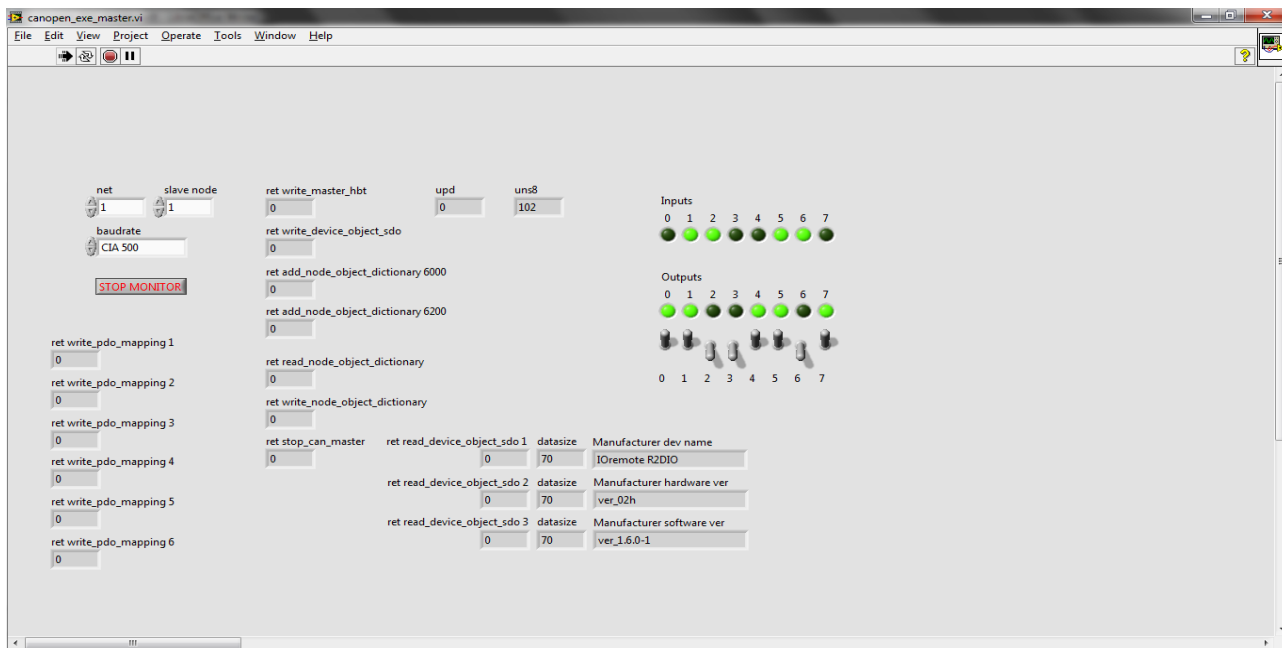 canopen_exe_master.vi
File Edit View Project Operate Tools Window Help
net slave node
1 1
baudrate
CIA 500
STOP MONITOR
ret write_pdo_mapping 1
0
ret write_pdo_mapping 2
0
ret write_pdo_mapping 3
0
ret write_pdo_mapping 4
0
ret write_pdo_mapping 5
0
ret write_pdo_mapping 6
0
ret write_master_hbt upd uns8
0 0 102
ret write_device_object_sdo
0
ret add_node_object_dictionary 6000
0
ret add_node_object_dictionary 6200
0
ret read_node_object_dictionary
0
ret write_node_object_dictionary
0
ret stop_can_master
0
ret read_device_object_sdo 1 datasize Manufacturer dev name
0 70 IOremote R2DIO
ret read_device_object_sdo 2 datasize Manufacturer hardware ver
0 70 ver_02h
ret read_device_object_sdo 3 datasize Manufacturer software ver
0 70 ver_1.6.0-1
Inputs
0 1 2 3 4 5 6 7
Outputs
0 1 2 3 4 5 6 7
0 1 2 3 4 5 6 7